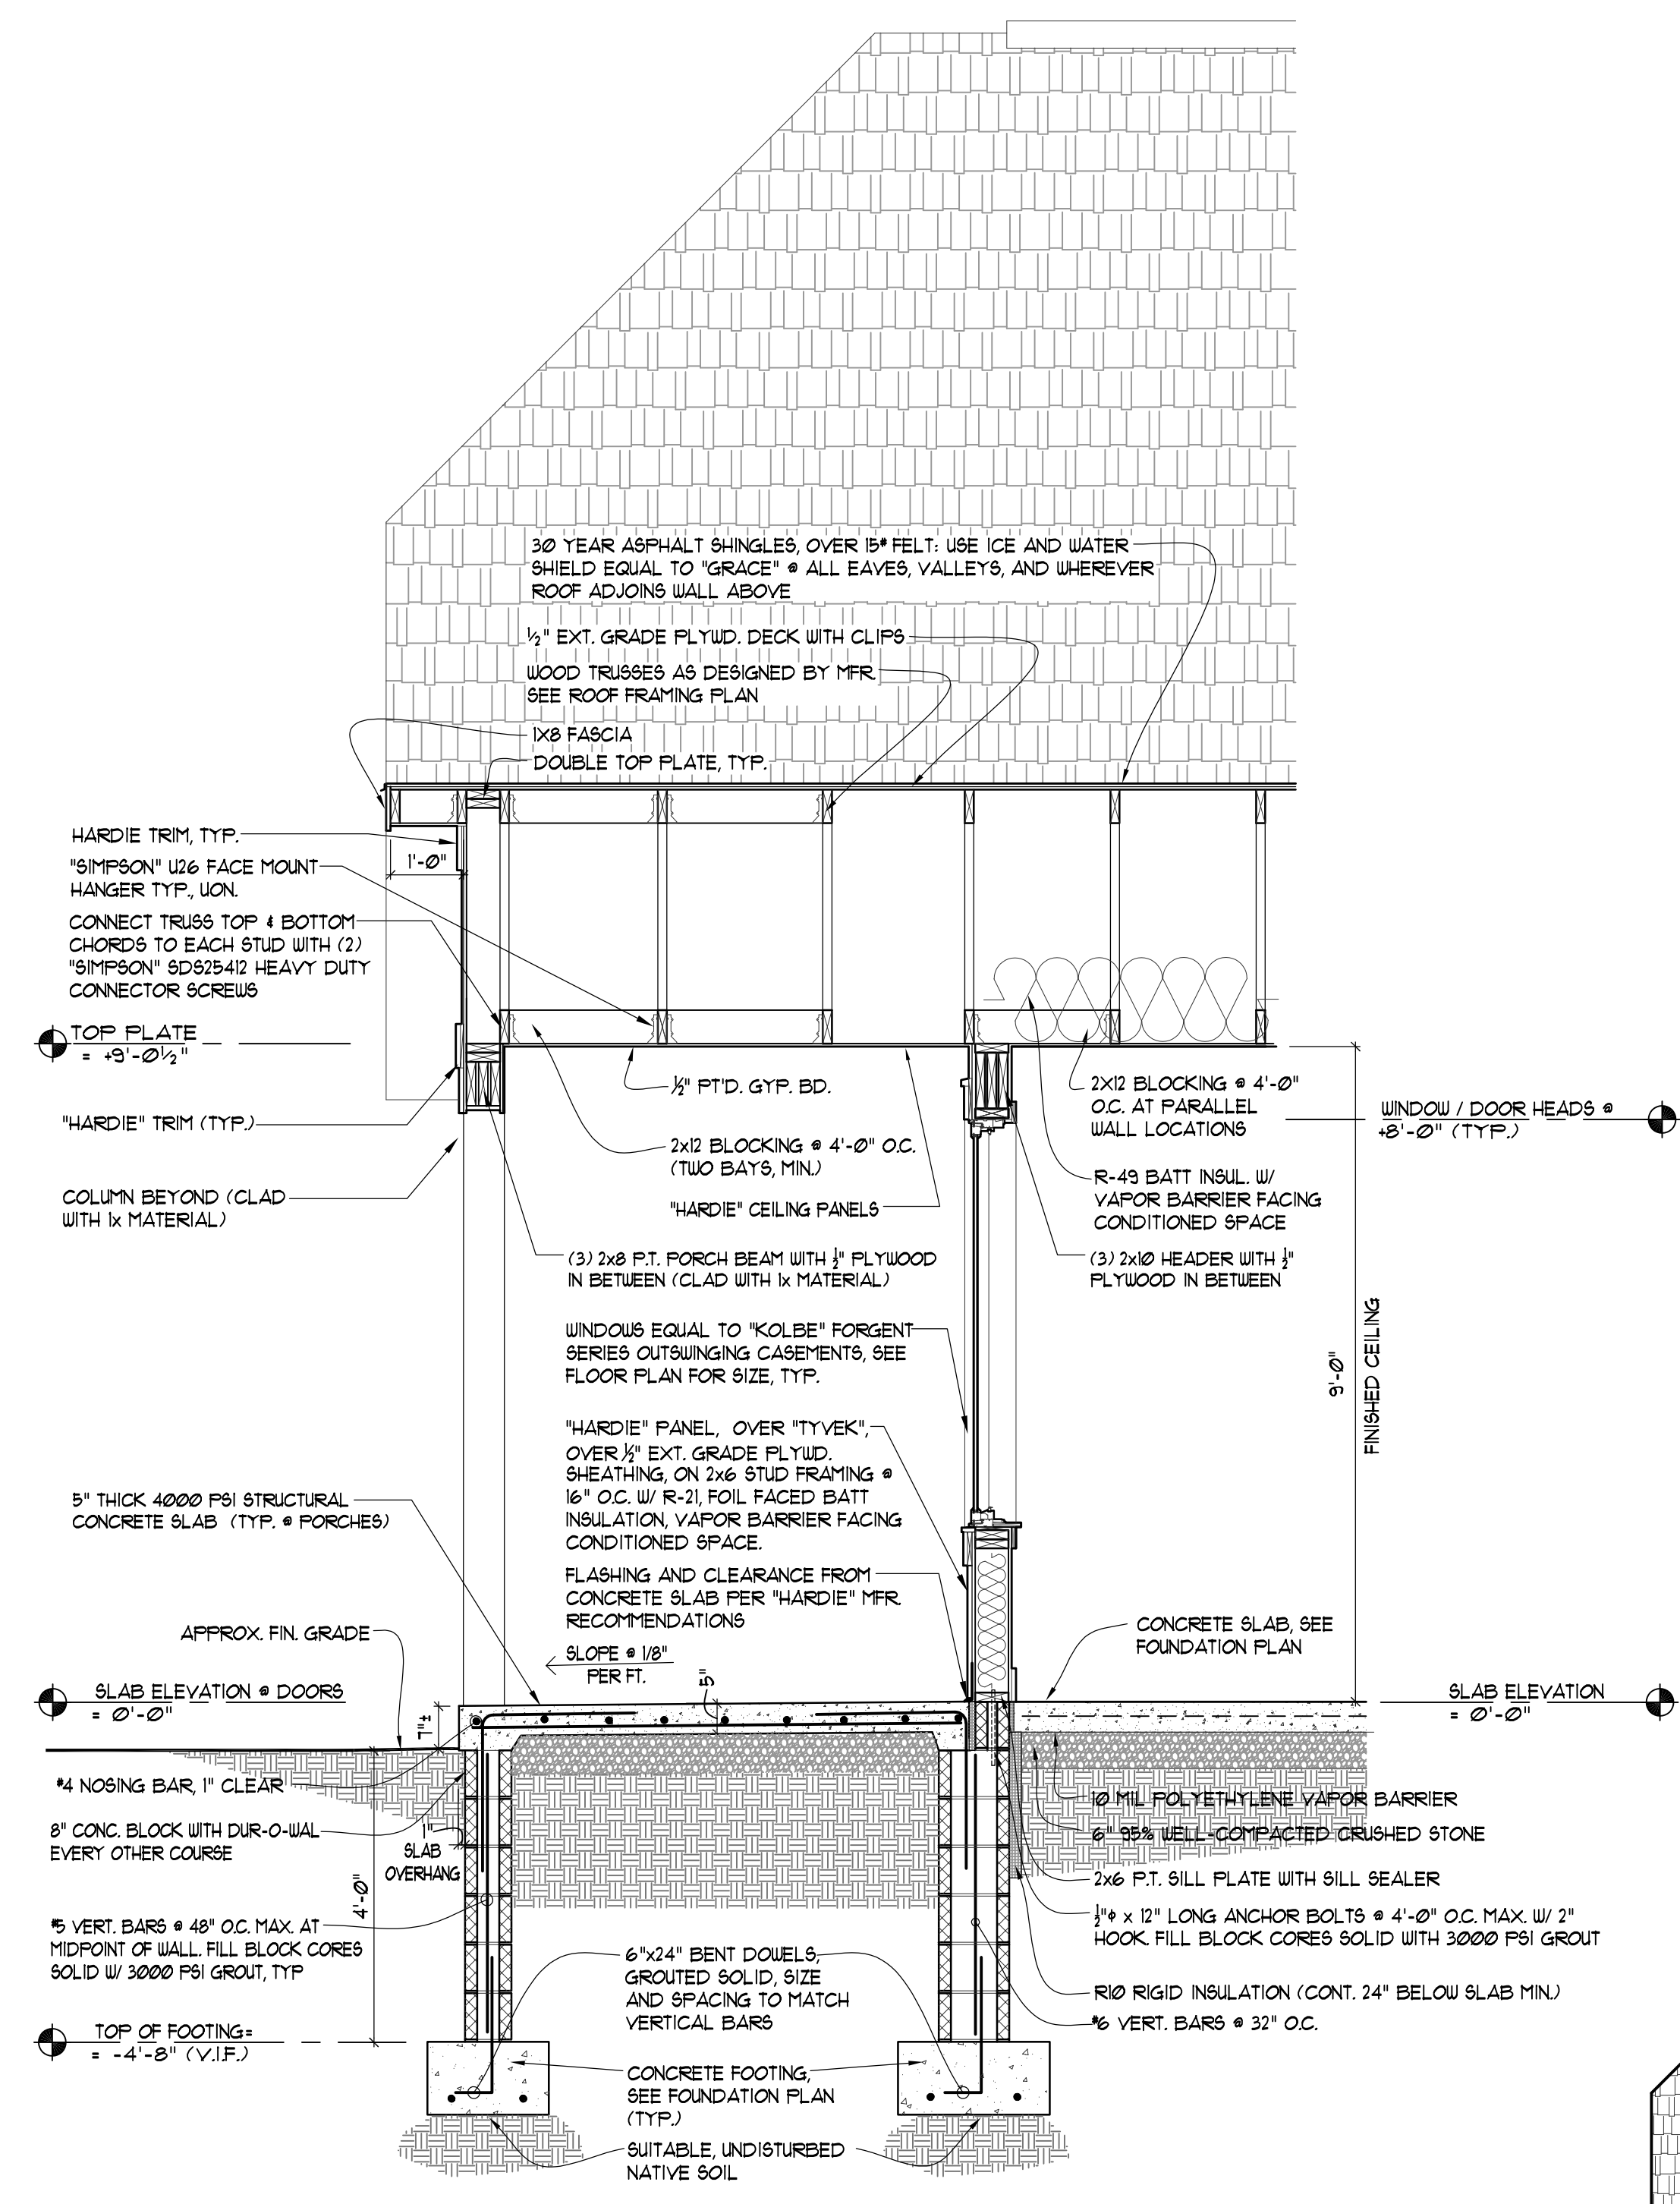 30 YEAR ASPHALT SHINGLES, OVER 15# FELT: USE ICE AND WATER
SHIELD EQUAL TO "GRACE" @ ALL EAVES, VALLEYS, AND WHEREVER
ROOF ADJOINS WALL ABOVE
1/2" EXT. GRADE PLYWD. DECK WITH CLIPS
WOOD TRUSSES AS DESIGNED BY MFR.
SEE ROOF FRAMING PLAN
1X8 FASCIA
DOUBLE TOP PLATE, TYP.
HARDIE TRIM, TYP.
1'-0"
"SIMPSON" U26 FACE MOUNT
HANGER TYP., UON.
CONNECT TRUSS TOP & BOTTOM
CHORDS TO EACH STUD WITH (2)
"SIMPSON" SDS25412 HEAVY DUTY
CONNECTOR SCREWS
TOP PLATE
= +9'-0 1/2"
"HARDIE" TRIM (TYP.)
COLUMN BEYOND (CLAD
WITH 1x MATERIAL)
1/2" PT'D. GYP. BD.
2x12 BLOCKING @ 4'-0" O.C.
(TWO BAYS, MIN.)
"HARDIE" CEILING PANELS
(3) 2x8 P.T. PORCH BEAM WITH 1/2" PLYWOOD
IN BETWEEN (CLAD WITH 1x MATERIAL)
2X12 BLOCKING @ 4'-0"
O.C. AT PARALLEL
WALL LOCATIONS
R-49 BATT INSUL. W/
VAPOR BARRIER FACING
CONDITIONED SPACE
(3) 2x10 HEADER WITH 1/2"
PLYWOOD IN BETWEEN
WINDOW / DOOR HEADS @
+8'-0" (TYP.)
9'-0"
FINISHED CEILING
WINDOWS EQUAL TO "KOLBE" FORGENT
SERIES OUTSWINGING CASEMENTS, SEE
FLOOR PLAN FOR SIZE, TYP.
"HARDIE" PANEL, OVER "TYVEK",
OVER 1/2" EXT. GRADE PLYWD.
SHEATHING, ON 2x6 STUD FRAMING @
16" O.C. W/ R-21, FOIL FACED BATT
INSULATION, VAPOR BARRIER FACING
CONDITIONED SPACE.
FLASHING AND CLEARANCE FROM
CONCRETE SLAB PER "HARDIE" MFR.
RECOMMENDATIONS
SLOPE @ 1/8"
PER FT.
5"
5" THICK 4000 PSI STRUCTURAL
CONCRETE SLAB (TYP. @ PORCHES)
APPROX. FIN. GRADE
SLAB ELEVATION @ DOORS
= 0'-0"
7"±
CONCRETE SLAB, SEE
FOUNDATION PLAN
SLAB ELEVATION
= 0'-0"
#4 NOSING BAR, 1" CLEAR
8" CONC. BLOCK WITH DUR-O-WAL
EVERY OTHER COURSE
1"
SLAB
OVERHANG
4'-0"
#5 VERT. BARS @ 48" O.C. MAX. AT
MIDPOINT OF WALL. FILL BLOCK CORES
SOLID W/ 3000 PSI GROUT, TYP
TOP OF FOOTING=
= -4'-8" (V.I.F.)
6"x24" BENT DOWELS,
GROUTED SOLID, SIZE
AND SPACING TO MATCH
VERTICAL BARS
CONCRETE FOOTING,
SEE FOUNDATION PLAN
(TYP.)
SUITABLE, UNDISTURBED
NATIVE SOIL
10 MIL POLYETHYLENE VAPOR BARRIER
6" 95% WELL-COMPACTED CRUSHED STONE
2x6 P.T. SILL PLATE WITH SILL SEALER
1/2"φ x 12" LONG ANCHOR BOLTS @ 4'-0" O.C. MAX. W/ 2"
HOOK. FILL BLOCK CORES SOLID WITH 3000 PSI GROUT
R10 RIGID INSULATION (CONT. 24" BELOW SLAB MIN.)
#6 VERT. BARS @ 32" O.C.